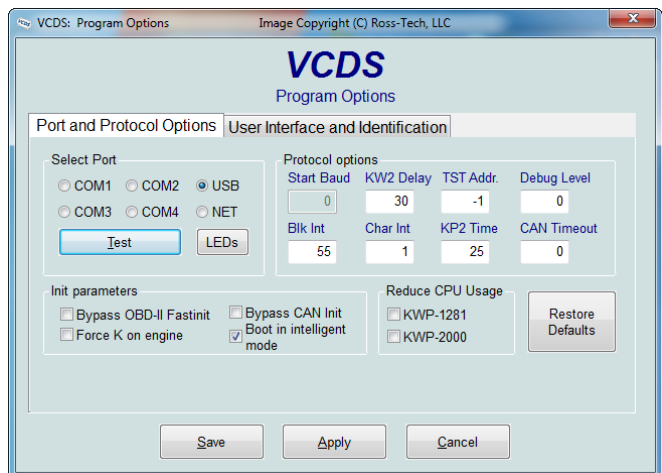 VCDS: Program Options Image Copyright (C) Ross-Tech, LLC
VCDS
Program Options
Port and Protocol Options User Interface and Identification
Select Port
COM1 COM2 USB
COM3 COM4 NET
Test LEDs
Protocol options
Start Baud KW2 Delay TST Addr. Debug Level
0 30 -1 0
Blk Int Char Int KP2 Time CAN Timeout
55 1 25 0
Init parameters
Bypass OBD-II Fastinit Bypass CAN Init
Force K on engine Boot in intelligent
mode
Reduce CPU Usage
KWP-1281
KWP-2000
Restore
Defaults
Save Apply Cancel